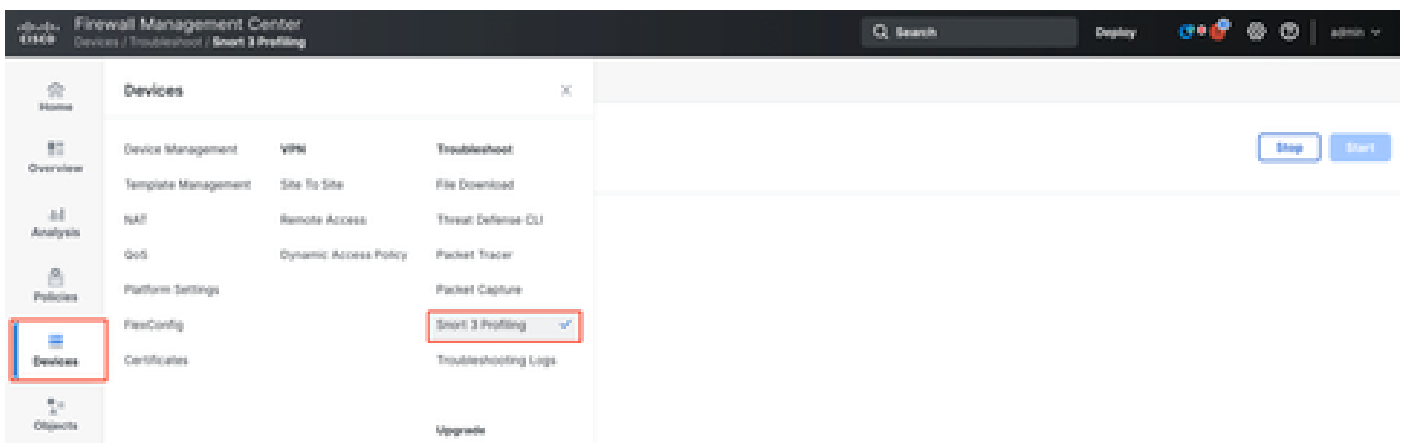 CISCO
Firewall Management Center
Devices / Troubleshoot / Snort 3 Profiling
Search
Deploy
admin
Home
Overview
Analysis
Policies
Devices
Objects
Devices
Device Management
Template Management
NAT
QoS
Platform Settings
FlexConfig
Certificates
VPN
Site To Site
Remote Access
Dynamic Access Policy
Troubleshoot
File Download
Threat Defense CLI
Packet Tracer
Packet Capture
Snort 3 Profiling
Troubleshooting Logs
Upgrade
Stop
Start